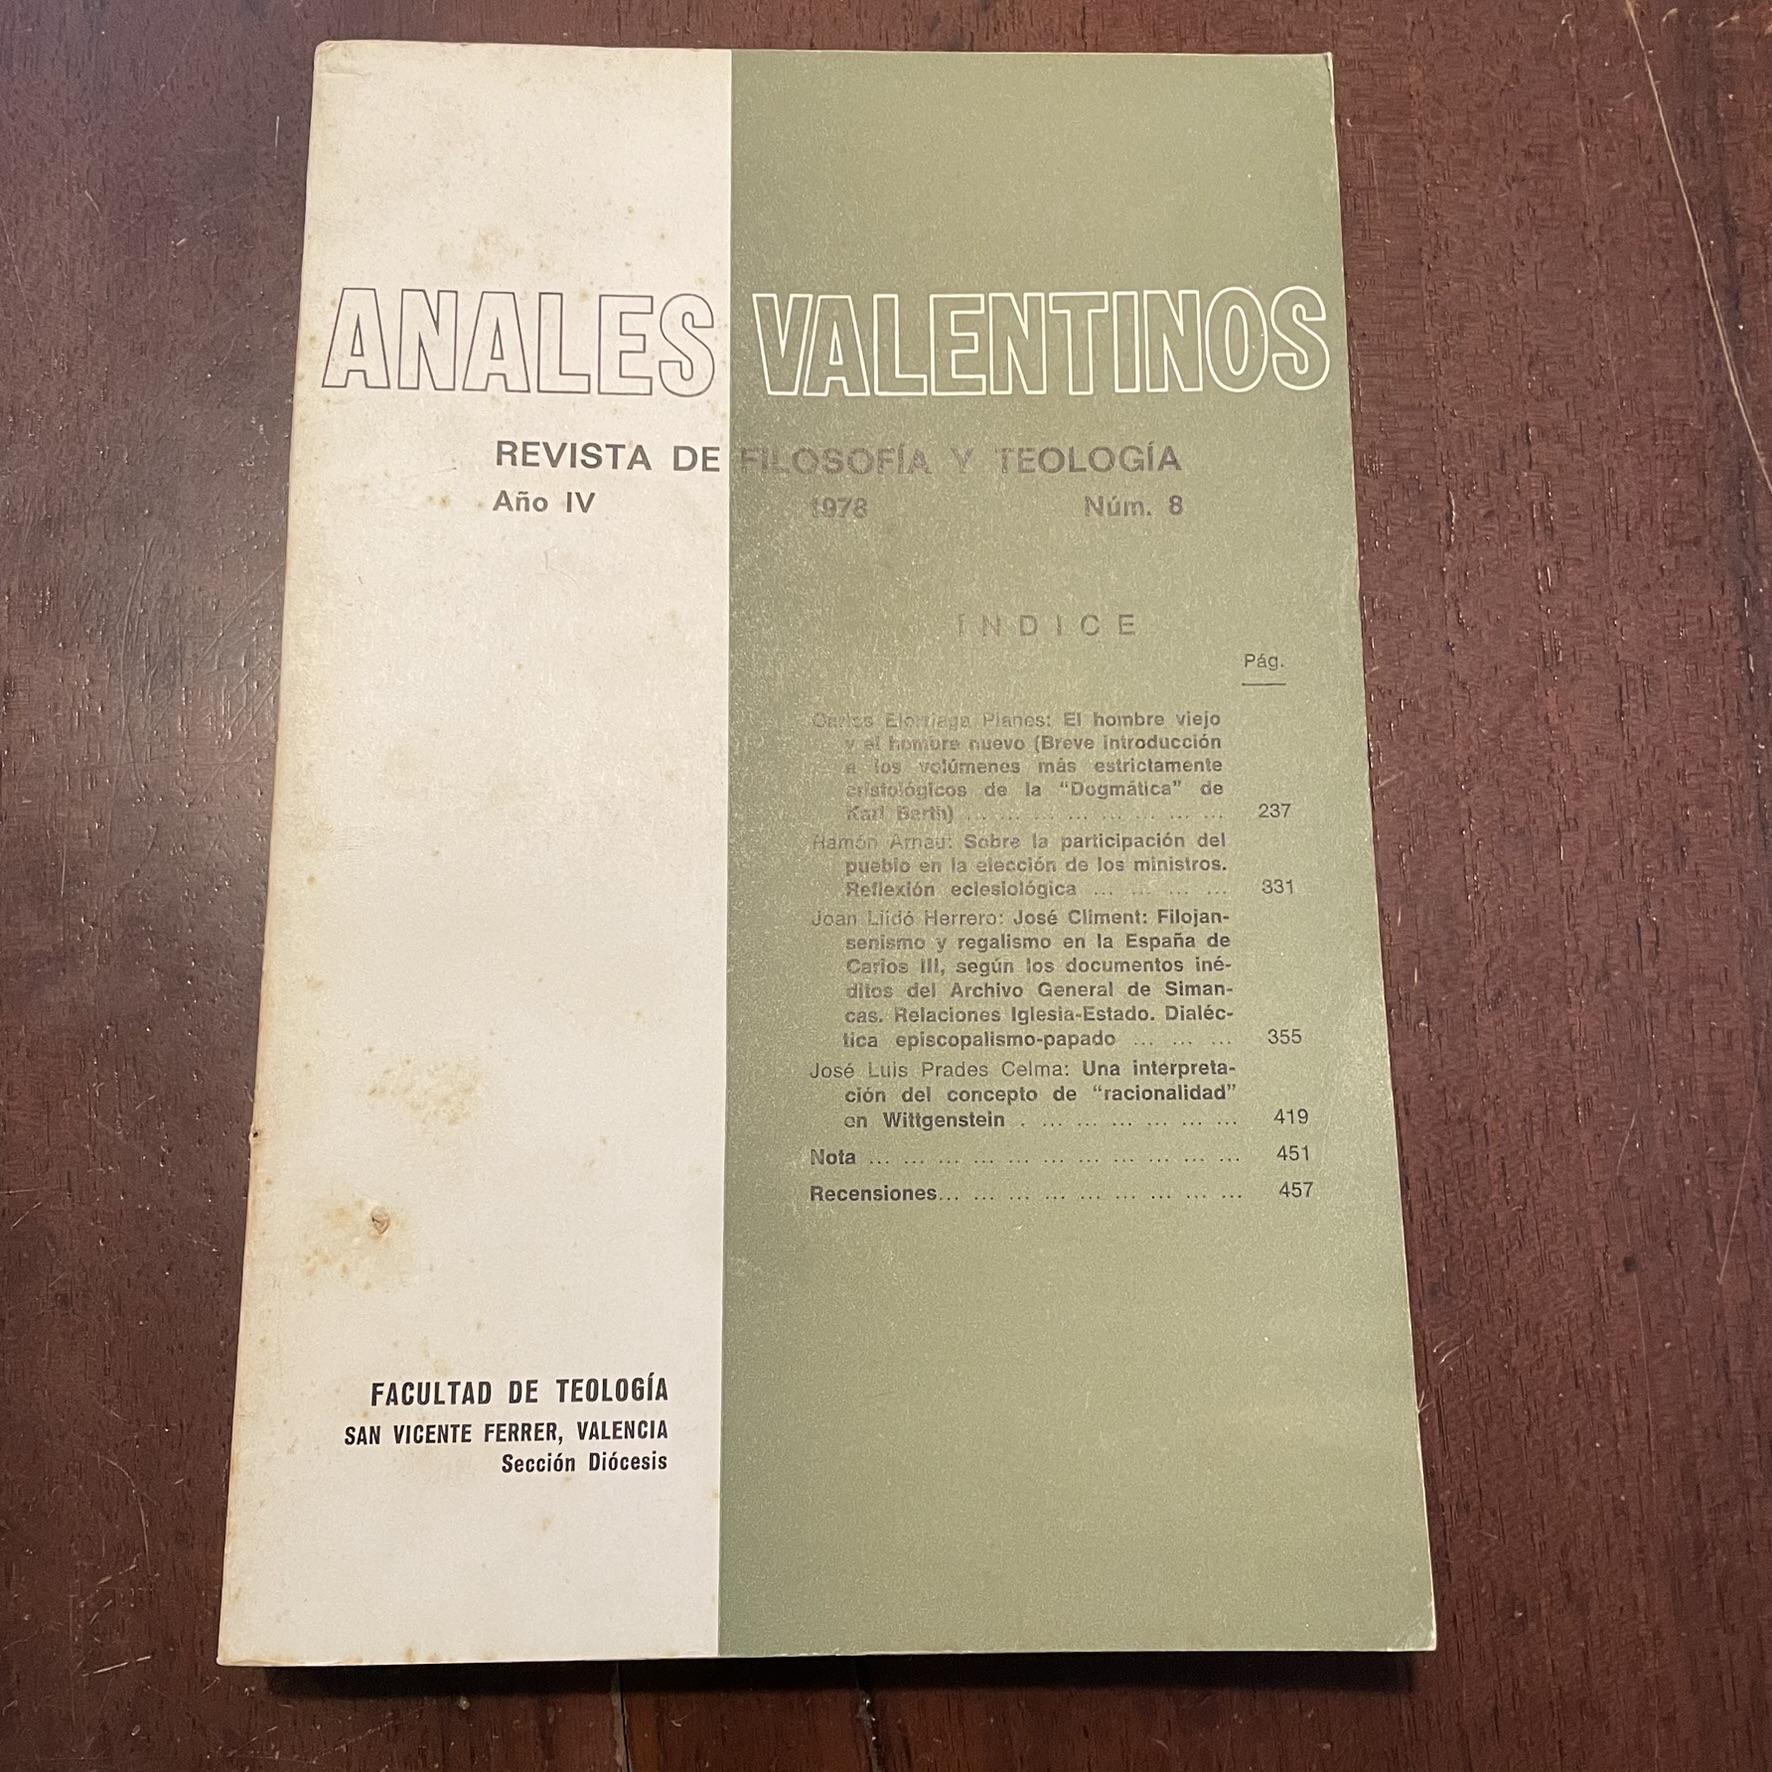 ANALES VALENTINOS
REVISTA DE FILOSOFÍA Y TEOLOGÍA
Año IV 1978 Núm. 8
ÍNDICE
Pág.
Carlos Elorriaga Planes: El hombre viejo
y el hombre nuevo (Breve introducción
a los volúmenes más estrictamente
cristológicos de la "Dogmática" de
Karl Barth) ... ... ... ... ... ... ... ... 237
Ramón Arnau: Sobre la participación del
pueblo en la elección de los ministros.
Reflexión eclesiológica ... ... ... ... 331
Joan Llidó Herrero: José Climent: Filojan-
senismo y regalismo en la España de
Carlos III, según los documentos iné-
ditos del Archivo General de Siman-
cas. Relaciones Iglesia-Estado. Dialéc-
tica episcopalismo-papado ... ... ... 355
José Luis Prades Celma: Una interpreta-
ción del concepto de "racionalidad"
en Wittgenstein . ... ... ... ... ... ... 419
Nota ... ... ... ... ... ... ... ... ... ... ... 451
Recensiones... ... ... ... ... ... ... ... ... 457
FACULTAD DE TEOLOGÍA
SAN VICENTE FERRER, VALENCIA
Sección Diócesis